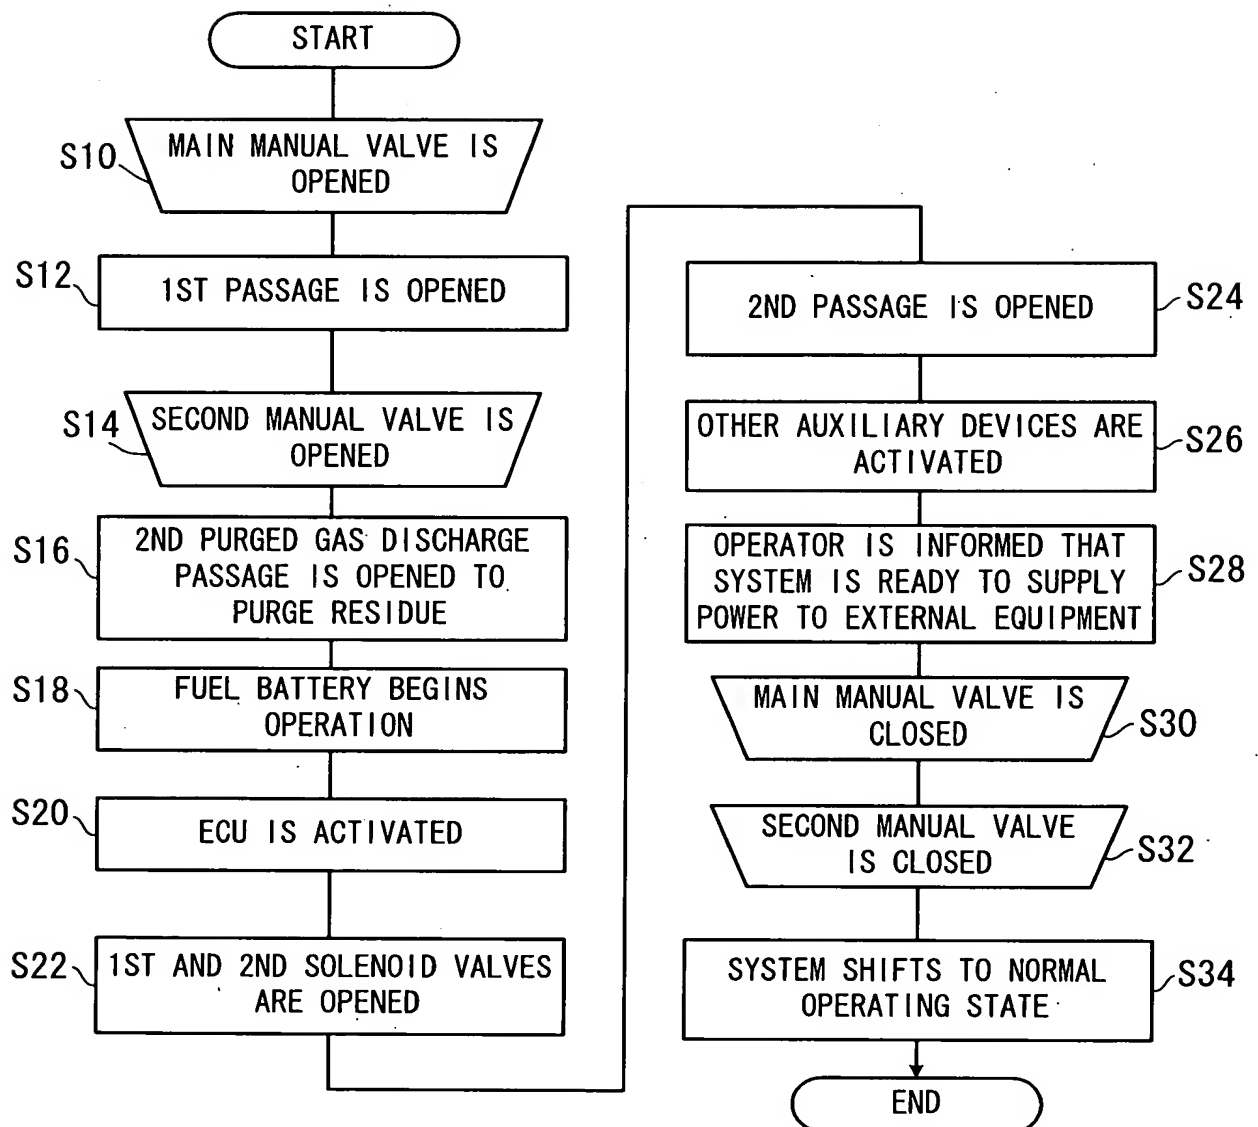 START
S10
MAIN MANUAL VALVE IS
OPENED
S12
1ST PASSAGE IS OPENED
S14
SECOND MANUAL VALVE IS
OPENED
S16
2ND PURGED GAS DISCHARGE
PASSAGE IS OPENED TO
PURGE RESIDUE
S18
FUEL BATTERY BEGINS
OPERATION
S20
ECU IS ACTIVATED
S22
1ST AND 2ND SOLENOID VALVES
ARE OPENED
2ND PASSAGE IS OPENED
S24
OTHER AUXILIARY DEVICES ARE
ACTIVATED
S26
OPERATOR IS INFORMED THAT
SYSTEM IS READY TO SUPPLY
POWER TO EXTERNAL EQUIPMENT
S28
MAIN MANUAL VALVE IS
CLOSED
S30
SECOND MANUAL VALVE
IS CLOSED
S32
SYSTEM SHIFTS TO NORMAL
OPERATING STATE
S34
END